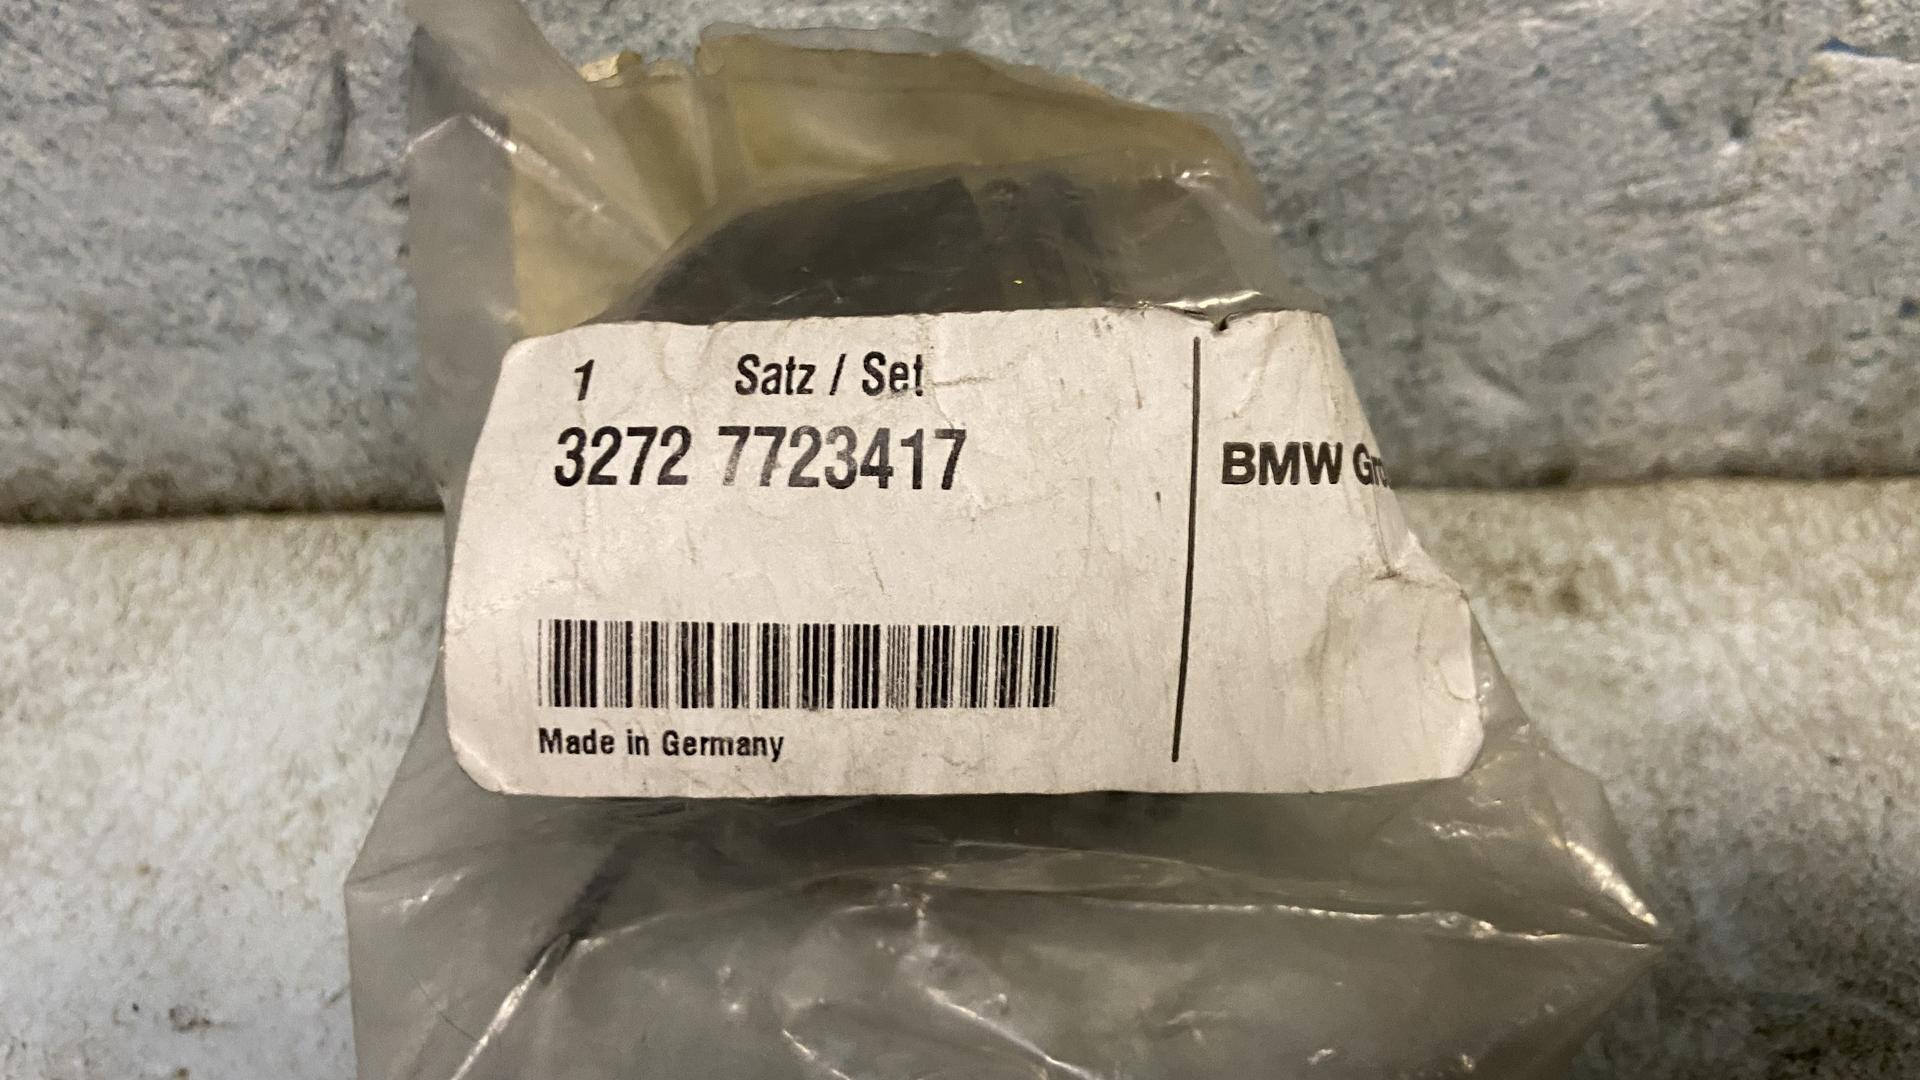 1 Satz / Set
3272 7723417
BMW
Made in Germany